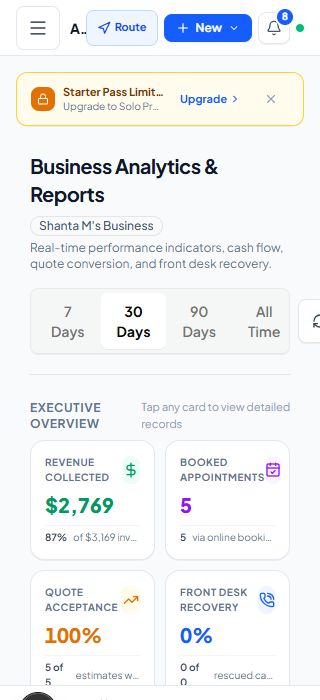 A.. Route New 8
Starter Pass Limit...
Upgrade to Solo Pr... Upgrade
Business Analytics &
Reports
Shanta M's Business
Real-time performance indicators, cash flow,
quote conversion, and front desk recovery.
7 Days
30 Days
90 Days
All Time
EXECUTIVE OVERVIEW
Tap any card to view detailed
records
REVENUE COLLECTED
$2,769
87% of $3,169 inv...
BOOKED APPOINTMENTS
5
5 via online booki...
QUOTE ACCEPTANCE
100%
5 of 5 estimates w...
FRONT DESK RECOVERY
0%
0 of 0 rescued ca...